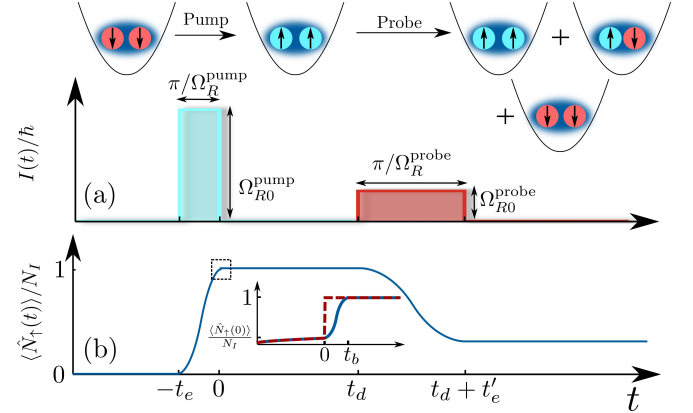 Pump
Probe
+
+
+
I(t)/ħ
π/Ω_R^pump
Ω_R0^pump
π/Ω_R^probe
Ω_R0^probe
(a)
⟨N̂↑(t)⟩/N_I
1
0
(b)
1
⟨N̂↑(0)⟩/N_I
0
t_b
−t_e
0
t_d
t_d + t′_e
t